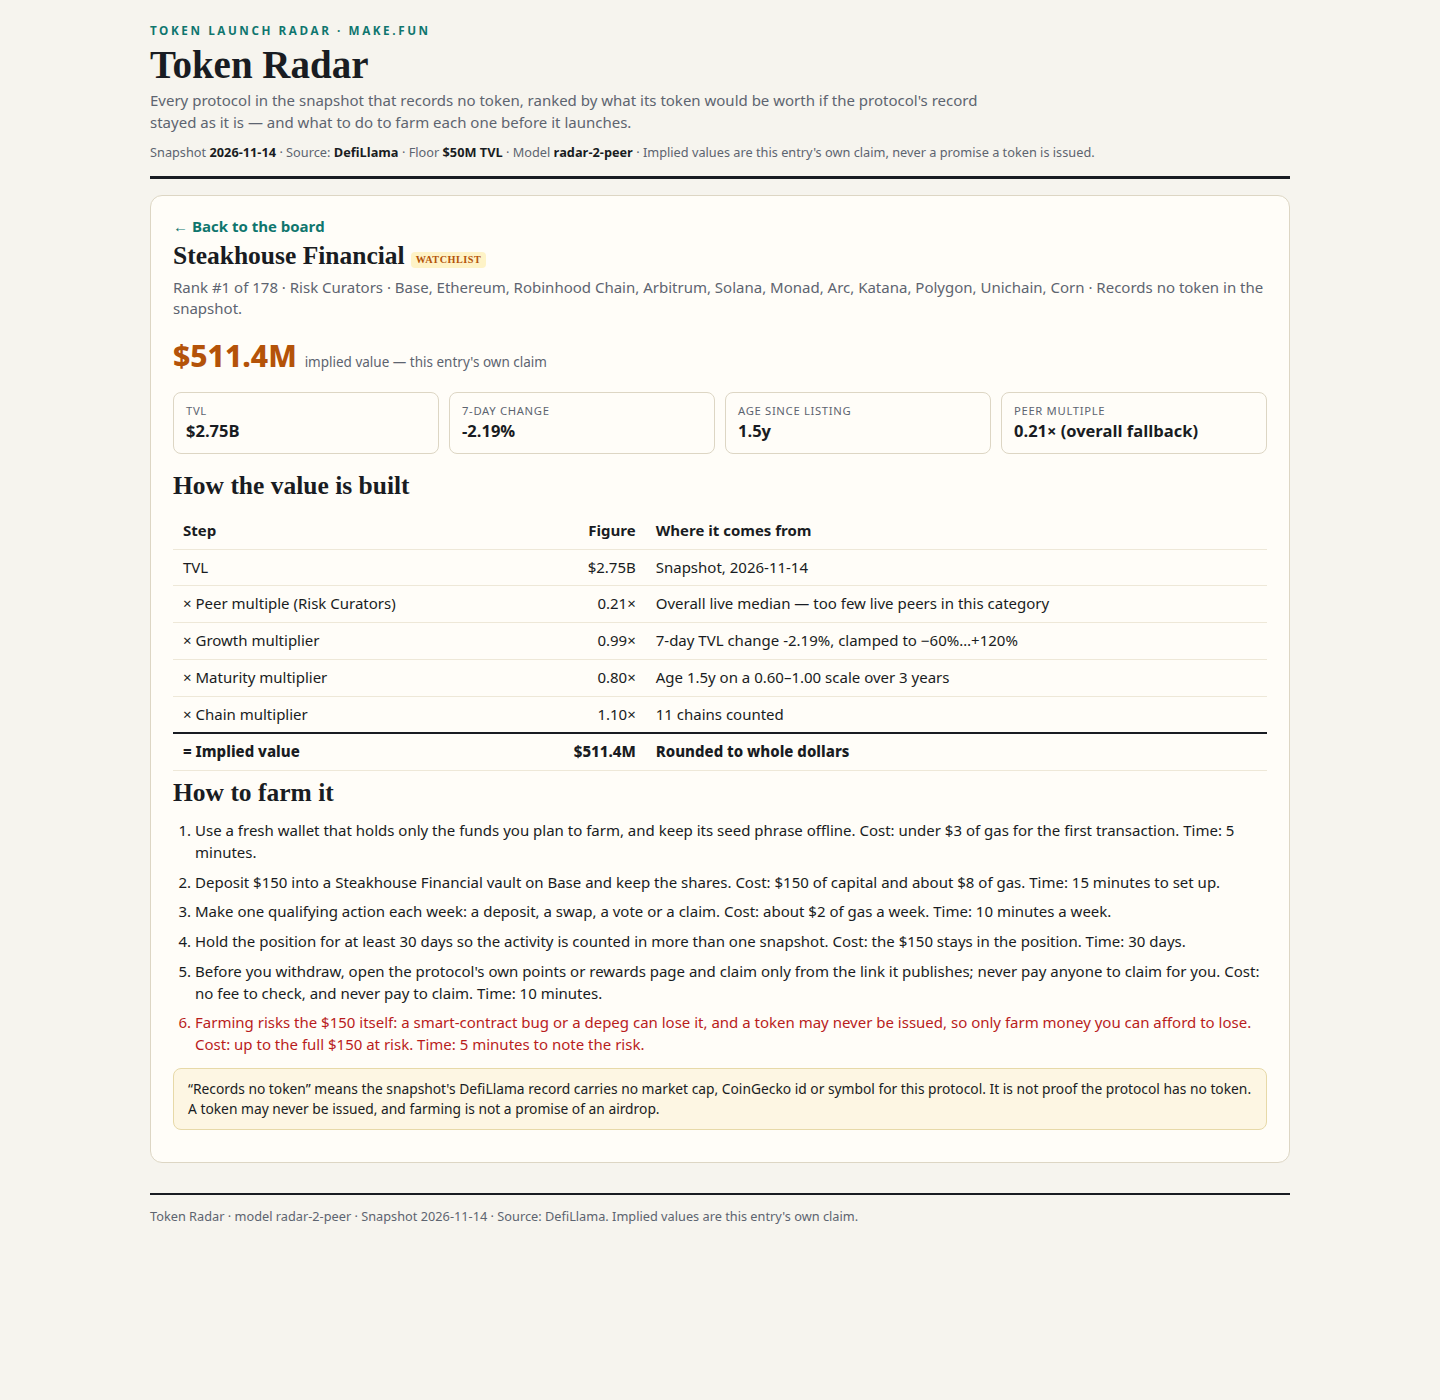 TOKEN LAUNCH RADAR · MAKE.FUN
Token Radar
Every protocol in the snapshot that records no token, ranked by what its token would be worth if the protocol's record
stayed as it is — and what to do to farm each one before it launches.
Snapshot 2026-11-14 · Source: DefiLlama · Floor $50M TVL · Model radar-2-peer · Implied values are this entry's own claim, never a promise a token is issued.
← Back to the board
Steakhouse Financial WATCHLIST
Rank #1 of 178 · Risk Curators · Base, Ethereum, Robinhood Chain, Arbitrum, Solana, Monad, Arc, Katana, Polygon, Unichain, Corn · Records no token in the
snapshot.
$511.4M implied value — this entry's own claim
TVL
$2.75B
7-DAY CHANGE
-2.19%
AGE SINCE LISTING
1.5y
PEER MULTIPLE
0.21× (overall fallback)
How the value is built
Step Figure Where it comes from
TVL $2.75B Snapshot, 2026-11-14
× Peer multiple (Risk Curators) 0.21× Overall live median — too few live peers in this category
× Growth multiplier 0.99× 7-day TVL change -2.19%, clamped to −60%…+120%
× Maturity multiplier 0.80× Age 1.5y on a 0.60–1.00 scale over 3 years
× Chain multiplier 1.10× 11 chains counted
= Implied value $511.4M Rounded to whole dollars
How to farm it
1. Use a fresh wallet that holds only the funds you plan to farm, and keep its seed phrase offline. Cost: under $3 of gas for the first transaction. Time: 5
minutes.
2. Deposit $150 into a Steakhouse Financial vault on Base and keep the shares. Cost: $150 of capital and about $8 of gas. Time: 15 minutes to set up.
3. Make one qualifying action each week: a deposit, a swap, a vote or a claim. Cost: about $2 of gas a week. Time: 10 minutes a week.
4. Hold the position for at least 30 days so the activity is counted in more than one snapshot. Cost: the $150 stays in the position. Time: 30 days.
5. Before you withdraw, open the protocol's own points or rewards page and claim only from the link it publishes; never pay anyone to claim for you. Cost:
no fee to check, and never pay to claim. Time: 10 minutes.
6. Farming risks the $150 itself: a smart-contract bug or a depeg can lose it, and a token may never be issued, so only farm money you can afford to lose.
Cost: up to the full $150 at risk. Time: 5 minutes to note the risk.
“Records no token” means the snapshot's DefiLlama record carries no market cap, CoinGecko id or symbol for this protocol. It is not proof the protocol has no token.
A token may never be issued, and farming is not a promise of an airdrop.
Token Radar · model radar-2-peer · Snapshot 2026-11-14 · Source: DefiLlama. Implied values are this entry's own claim.